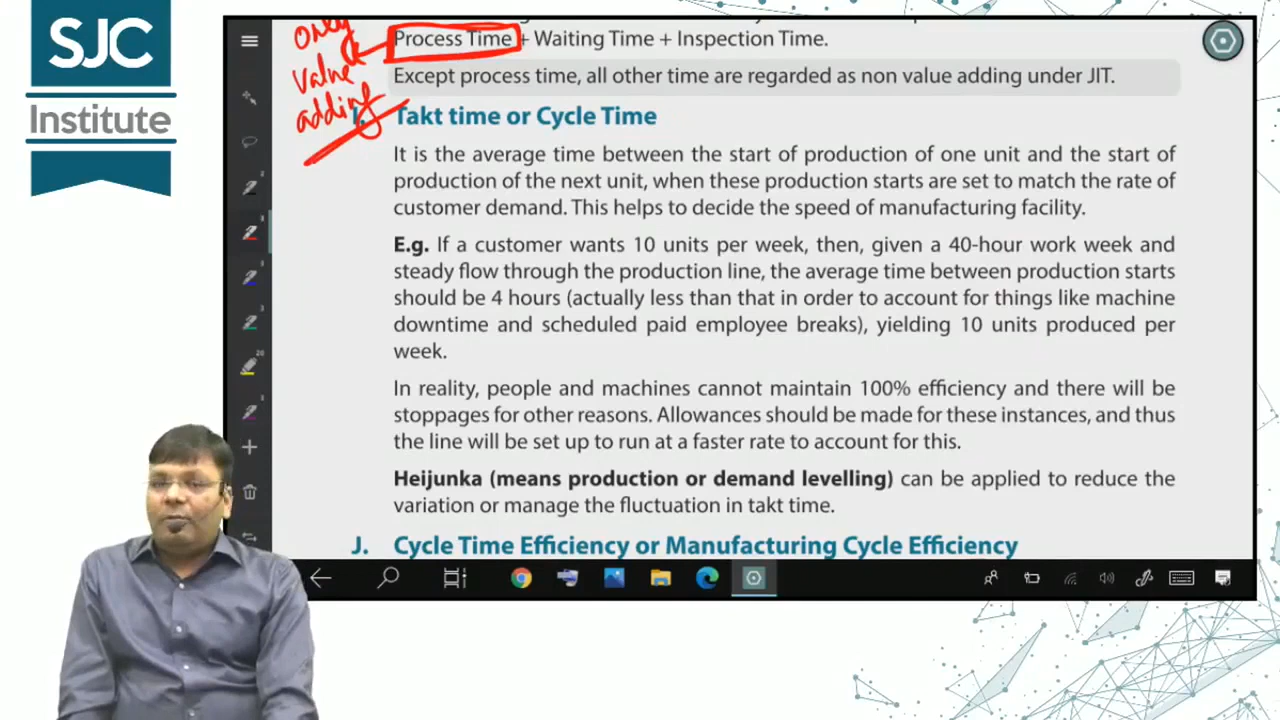 SJC
Institute
only
value
adding
Process Time + Waiting Time + Inspection Time.
Except process time, all other time are regarded as non value adding under JIT.
I. Takt time or Cycle Time
It is the average time between the start of production of one unit and the start of
production of the next unit, when these production starts are set to match the rate of
customer demand. This helps to decide the speed of manufacturing facility.
E.g. If a customer wants 10 units per week, then, given a 40-hour work week and
steady flow through the production line, the average time between production starts
should be 4 hours (actually less than that in order to account for things like machine
downtime and scheduled paid employee breaks), yielding 10 units produced per
week.
In reality, people and machines cannot maintain 100% efficiency and there will be
stoppages for other reasons. Allowances should be made for these instances, and thus
the line will be set up to run at a faster rate to account for this.
Heijunka (means production or demand levelling) can be applied to reduce the
variation or manage the fluctuation in takt time.
J. Cycle Time Efficiency or Manufacturing Cycle Efficiency